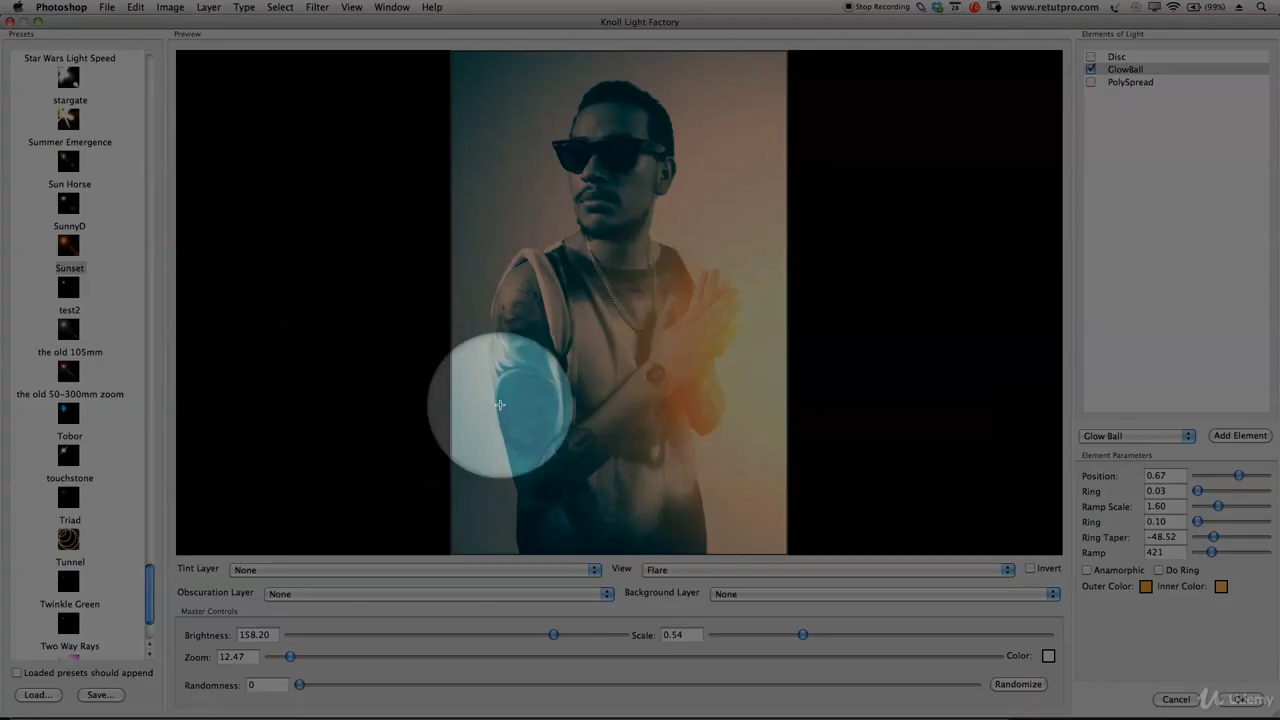 Photoshop File Edit Image Layer Type Select Filter View Window Help Stop Recording 28 www.retutpro.com (99%)
Knoll Light Factory
Presets
Preview
Elements of Light
Star Wars Light Speed
stargate
Summer Emergence
Sun Horse
SunnyD
Sunset
test2
the old 105mm
the old 50-300mm zoom
Tobor
touchstone
Triad
Tunnel
Twinkle Green
Two Way Rays
Loaded presets should append
Load... Save...
Disc
GlowBall
PolySpread
Glow Ball Add Element
Element Parameters
Position: 0.67
Ring 0.03
Ramp Scale: 1.60
Ring 0.10
Ring Taper: -48.52
Ramp 421
Anamorphic Do Ring
Outer Color: Inner Color:
Tint Layer None View Flare Invert
Obscuration Layer None Background Layer None
Master Controls
Brightness: 158.20 Scale: 0.54
Zoom: 12.47 Color:
Randomness: 0 Randomize
Cancel OK
Udemy